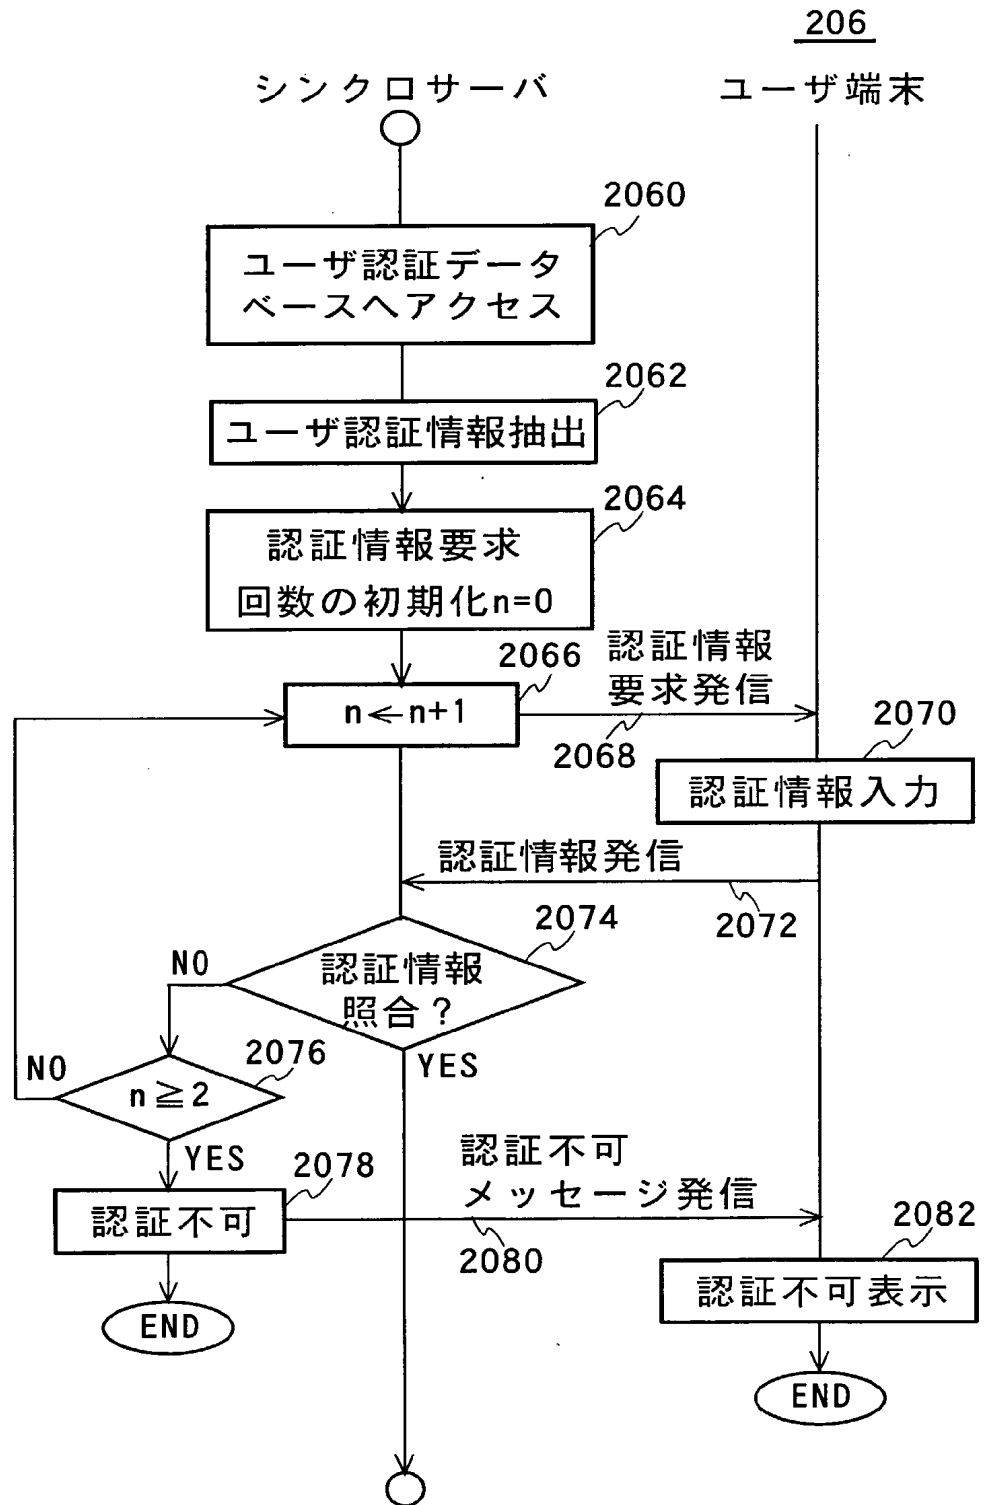 206
シンクロサーバ
ユーザ端末
2060
ユーザ認証データ
ベースへアクセス
2062
ユーザ認証情報抽出
2064
認証情報要求
回数の初期化n=0
2066
n←n+1
認証情報
要求発信
2068
2070
認証情報入力
認証情報発信
2072
2074
認証情報
照合?
NO
YES
2076
n≧2
NO
YES
2078
認証不可
認証不可
メッセージ発信
2080
2082
認証不可表示
END
END